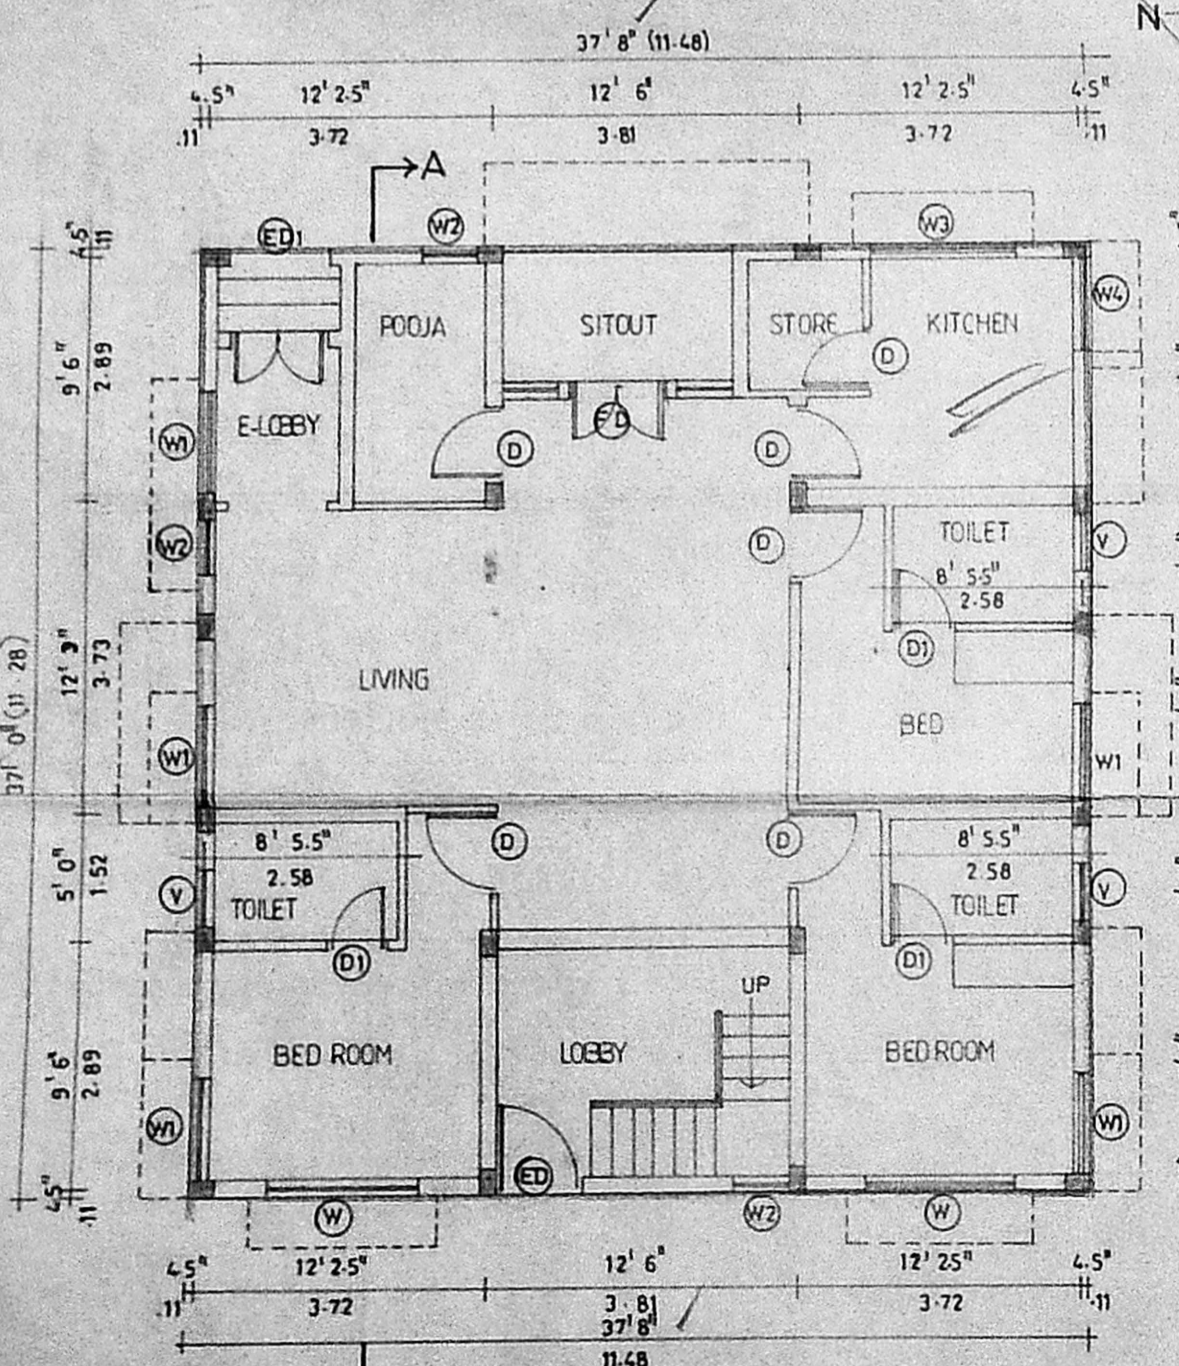 N
37' 8" (11.48)
4.5" 12' 2.5" 12' 6" 12' 2.5" 4.5"
.11 3.72 3.81 3.72 .11
A
ED1 W2 W3
4.5"
.11
W4
POOJA SITOUT STORE KITCHEN
D
9' 6"
2.89
W1 E-LOBBY ED
D D
W2 D TOILET V
8' 5.5"
2.58
D1
12' 9"
3.73
37' 0" (11.28)
LIVING
BED
W1 W1
8' 5.5" D D 8' 5.5"
2.58 2.58
5' 0"
1.52
V TOILET TOILET V
D1 D1
UP
BED ROOM LOBBY BED ROOM
9' 6"
2.89
W1 W1
ED
4.5"
.11
W W2 W
4.5" 12' 2.5" 12' 6" 12' 2.5" 4.5"
.11 3.72 3.81 3.72 .11
37' 8"
11.48